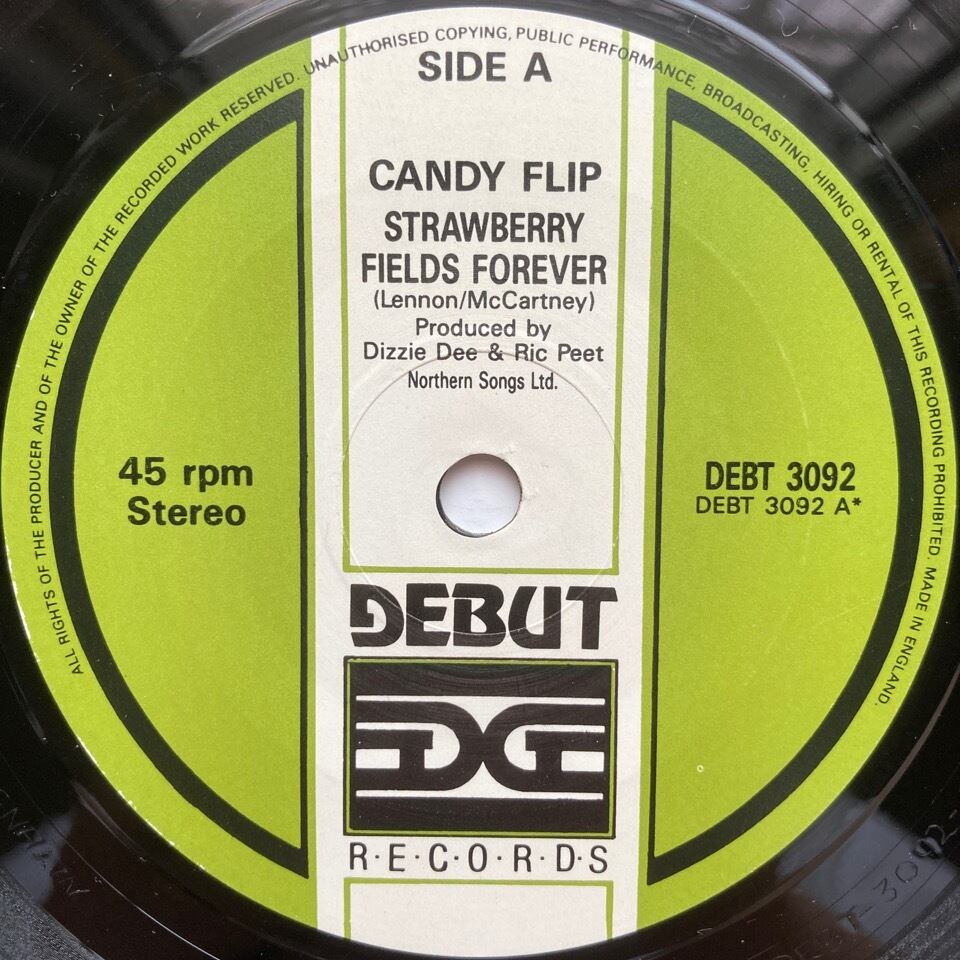 ALL RIGHTS OF THE PRODUCER AND OF THE OWNER OF THE RECORDED WORK RESERVED. UNAUTHORISED COPYING, PUBLIC PERFORMANCE, BROADCASTING, HIRING OR RENTAL OF THIS RECORDING PROHIBITED. MADE IN ENGLAND.
SIDE A
CANDY FLIP
STRAWBERRY
FIELDS FOREVER
(Lennon/McCartney)
Produced by
Dizzie Dee & Ric Peet
Northern Songs Ltd.
45 rpm
Stereo
DEBT 3092
DEBT 3092 A*
DEBUT
R·E·C·O·R·D·S
3092